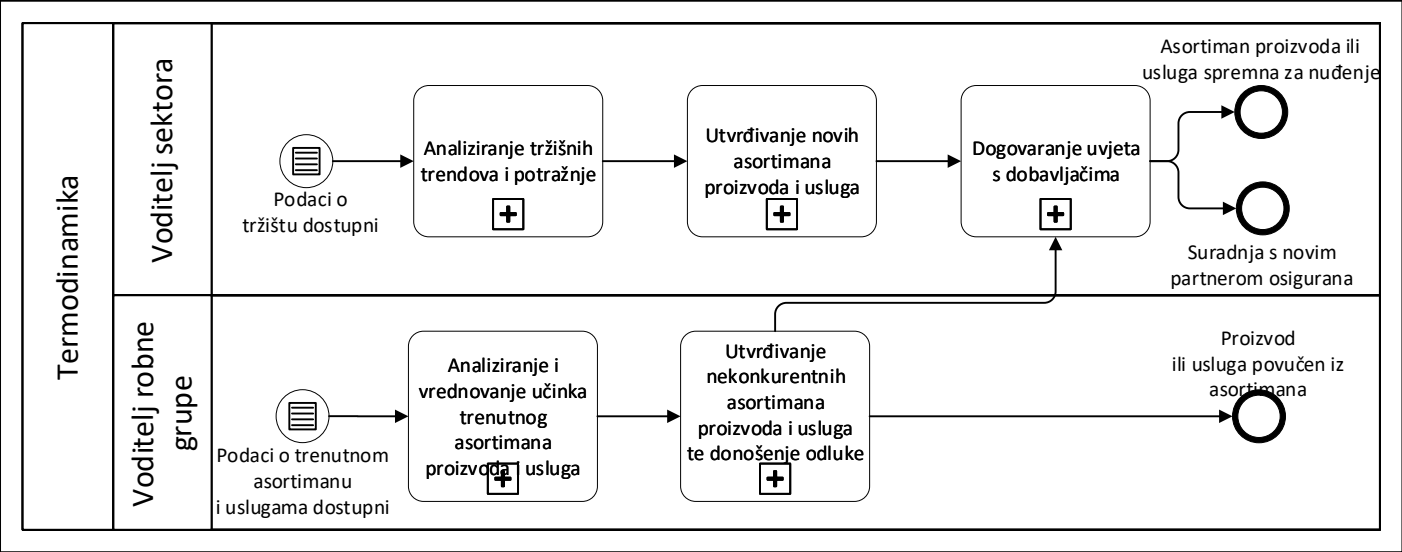 Termodinamika
Voditelj sektora
Podaci o
tržištu dostupni
Analiziranje tržišnih
trendova i potražnje
Utvrđivanje novih
asortimana
proizvoda i usluga
Dogovaranje uvjeta
s dobavljačima
Asortiman proizvoda ili
usluga spremna za nuđenje
Suradnja s novim
partnerom osigurana
Voditelj robne
grupe
Podaci o trenutnom
asortimanu
i uslugama dostupni
Analiziranje i
vrednovanje učinka
trenutnog
asortimana
proizvoda i usluga
Utvrđivanje
nekonkurentnih
asortimana
proizvoda i usluga
te donošenje odluke
Proizvod
ili usluga povučen iz
asortimana